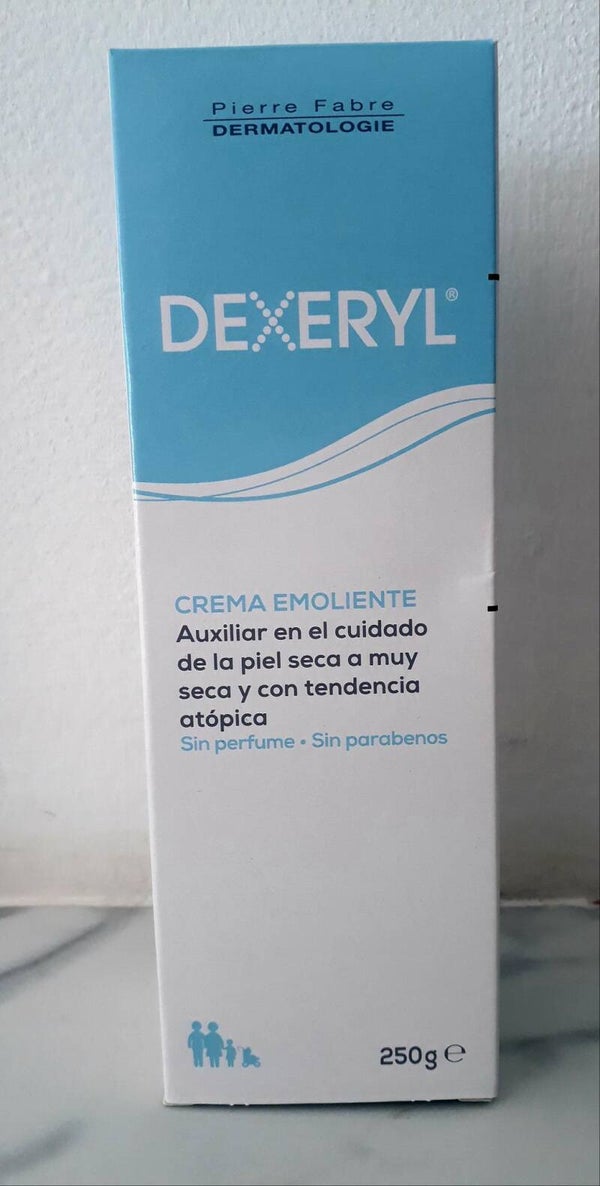 Pierre Fabre
DERMATOLOGIE
DEXERYL®
CREMA EMOLIENTE
Auxiliar en el cuidado
de la piel seca a muy
seca y con tendencia
atópica
Sin perfume • Sin parabenos
250g ℮